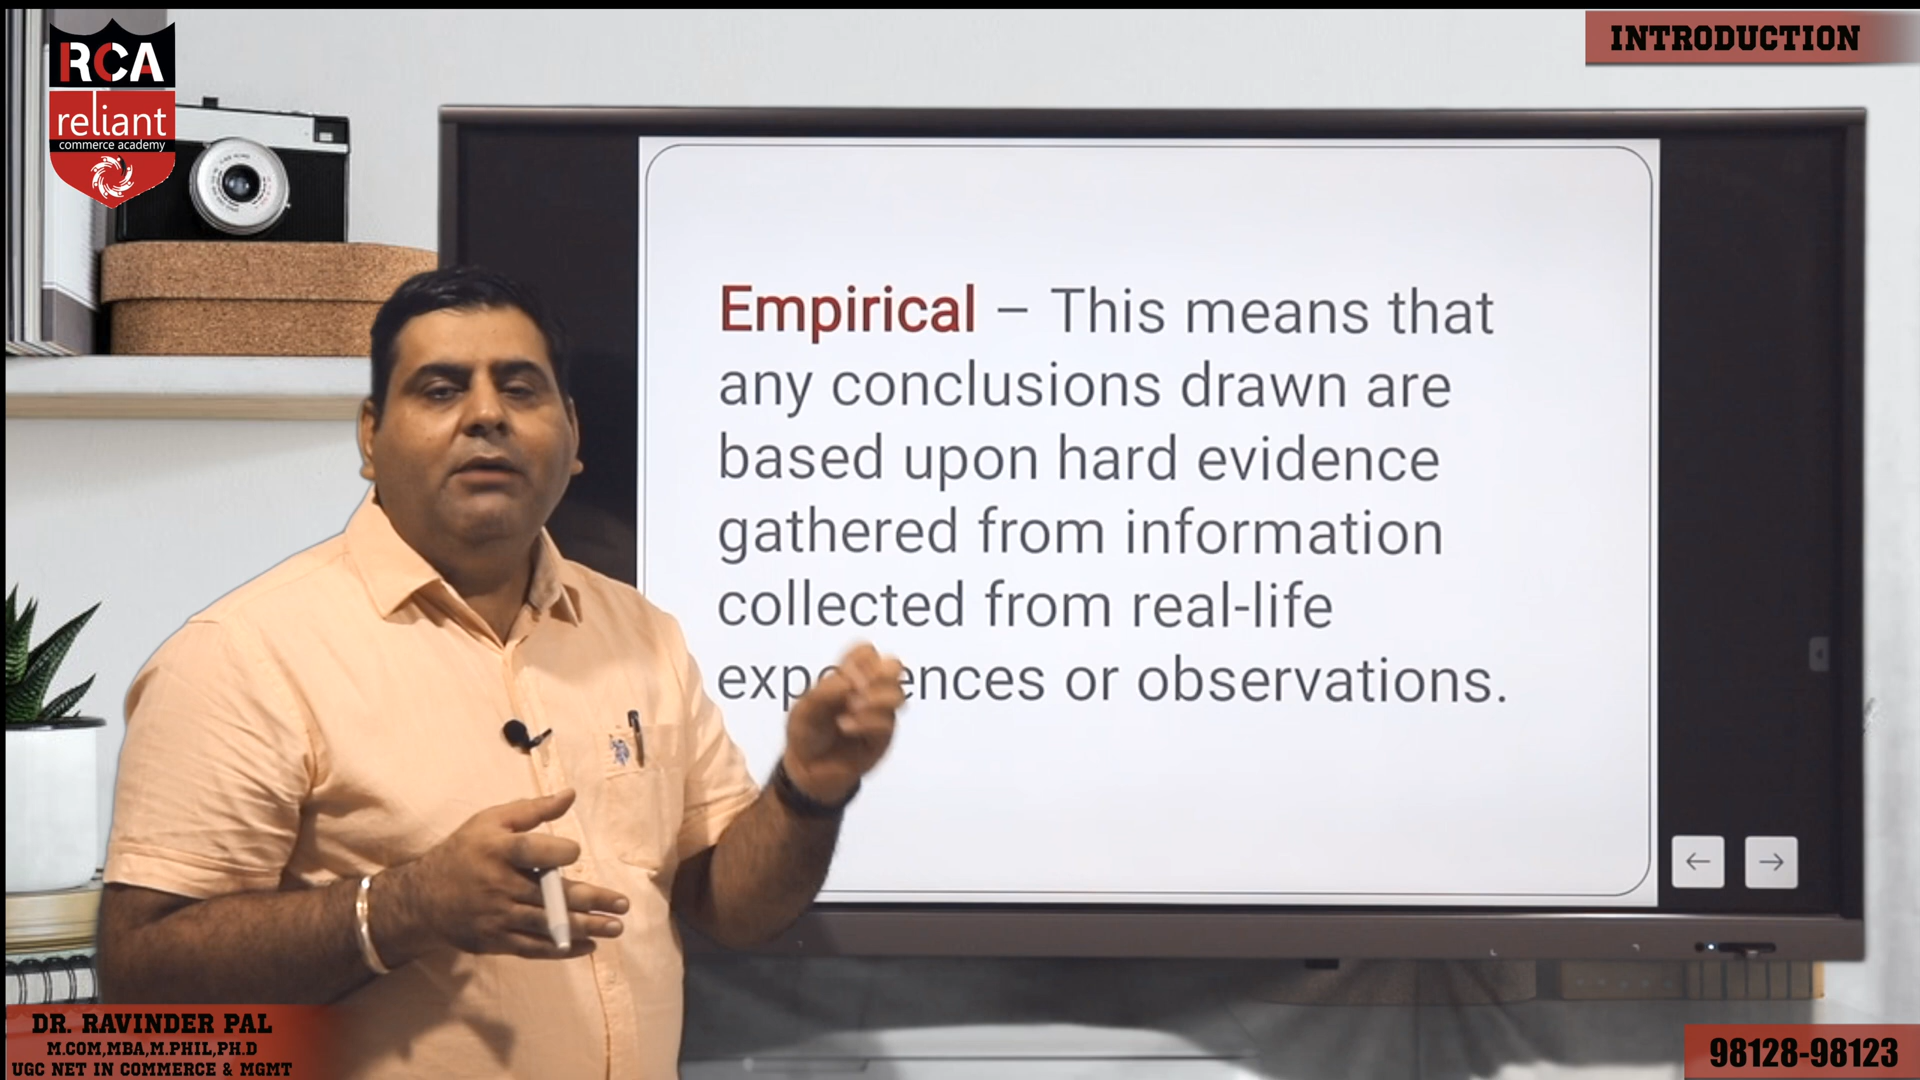 RCA
reliant
commerce academy
INTRODUCTION
Empirical – This means that
any conclusions drawn are
based upon hard evidence
gathered from information
collected from real-life
or observations.
DR. RAVINDER PAL
M.COM,MBA,M.PHIL,PH.D
UGC NET IN COMMERCE & MGMT
98128-98123